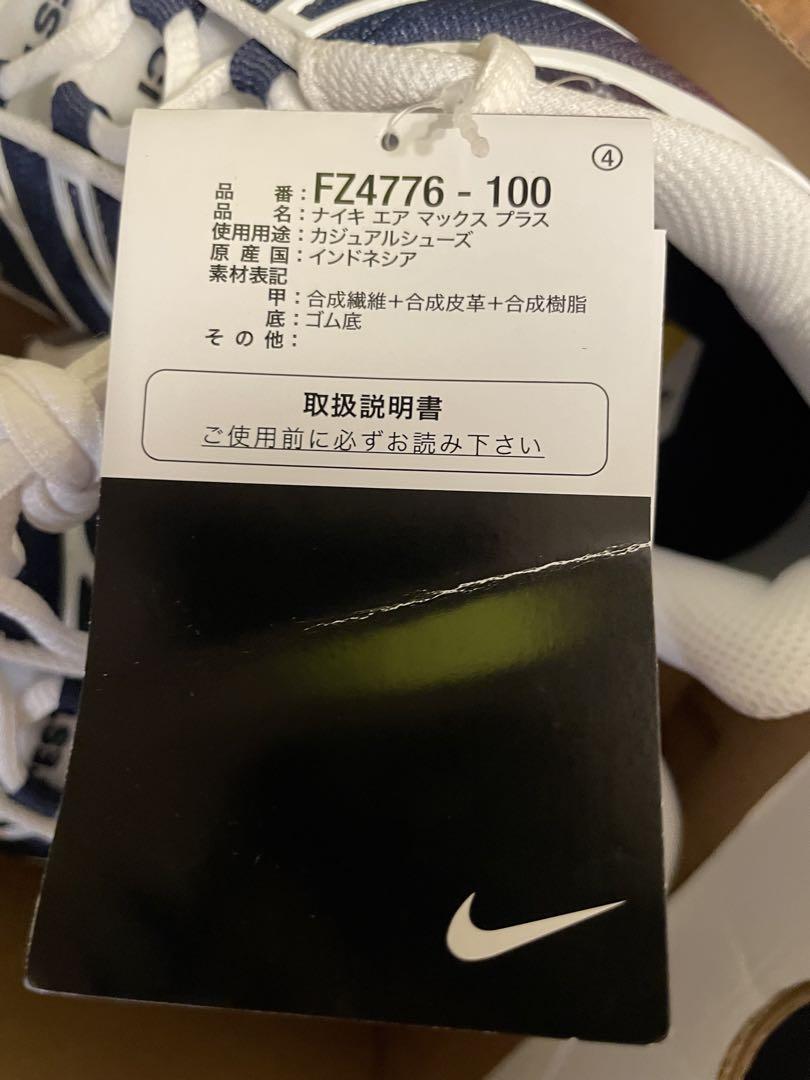 ④
品 番：FZ4776 - 100
品 名：ナイキ エア マックス プラス
使用用途：カジュアルシューズ
原 産 国：インドネシア
素材表記
甲：合成繊維＋合成皮革＋合成樹脂
底：ゴム底
そ の 他：
取扱説明書
ご使用前に必ずお読み下さい